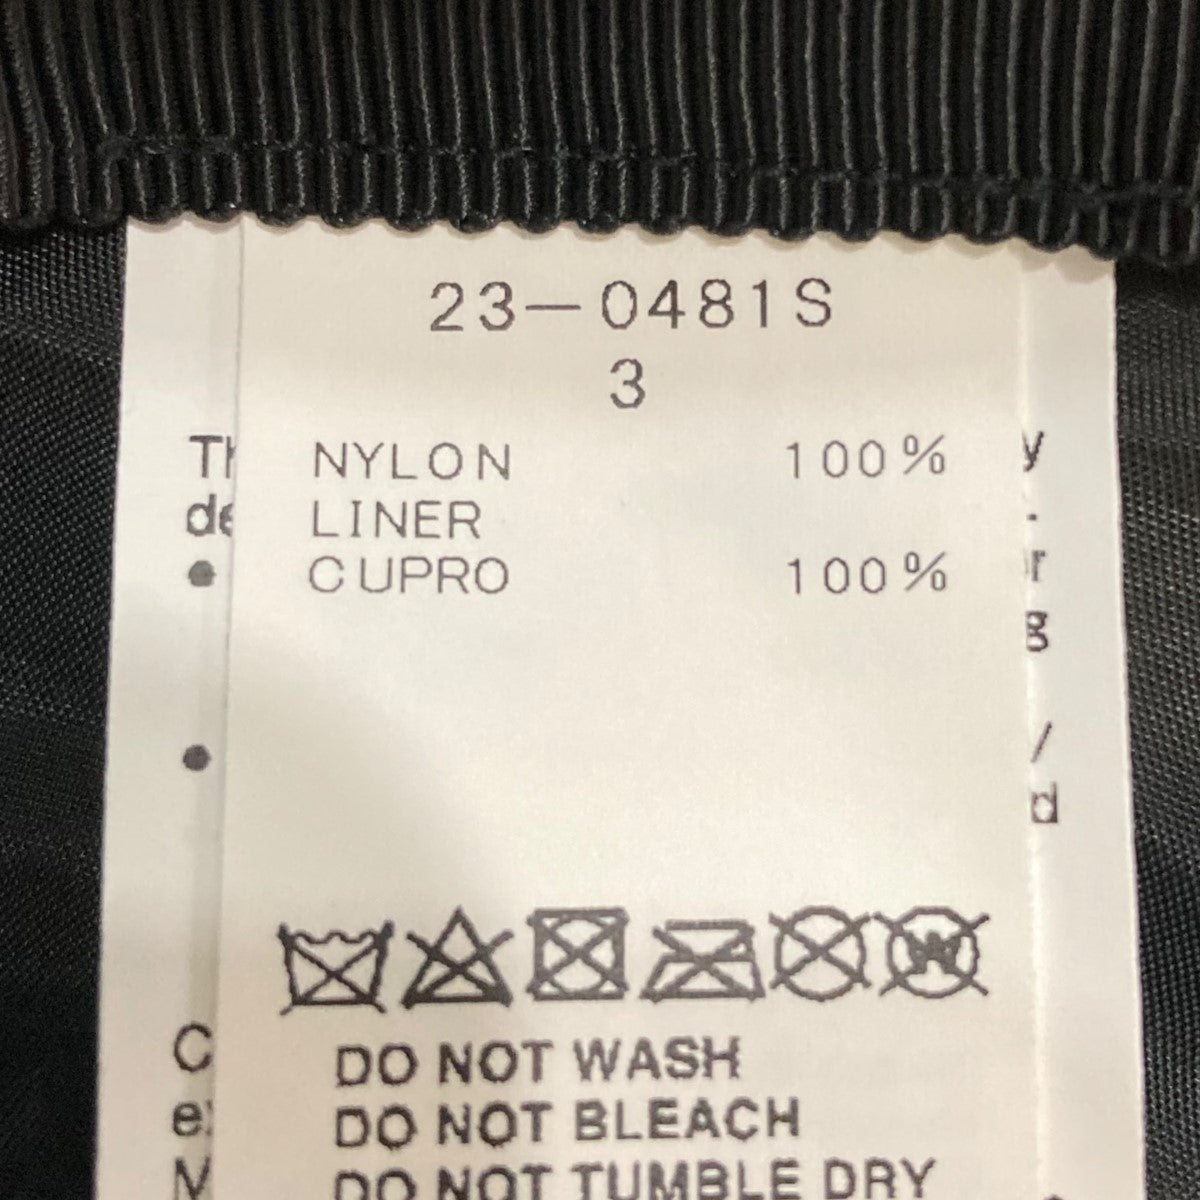 23-0481S
3
NYLON 100%
LINER
CUPRO 100%
DO NOT WASH
DO NOT BLEACH
DO NOT TUMBLE DRY